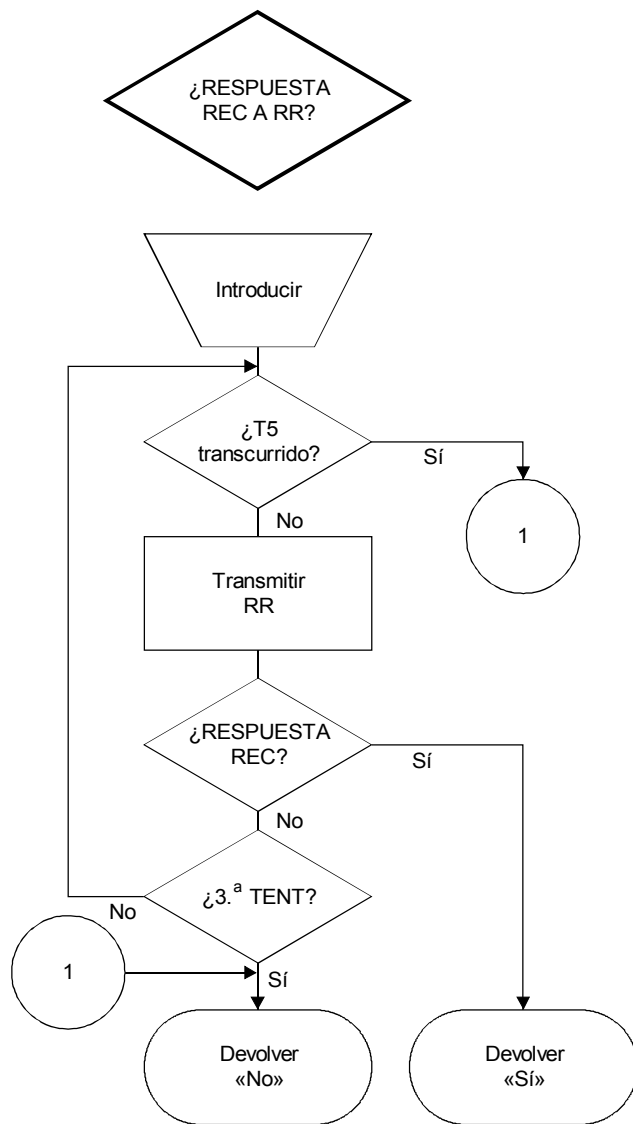 ¿RESPUESTA
REC A RR?
Introducir
¿T5
transcurrido?
Sí
No
1
Transmitir
RR
¿RESPUESTA
REC?
Sí
No
¿3.ª TENT?
No
1
Sí
Devolver
«No»
Devolver
«Sí»